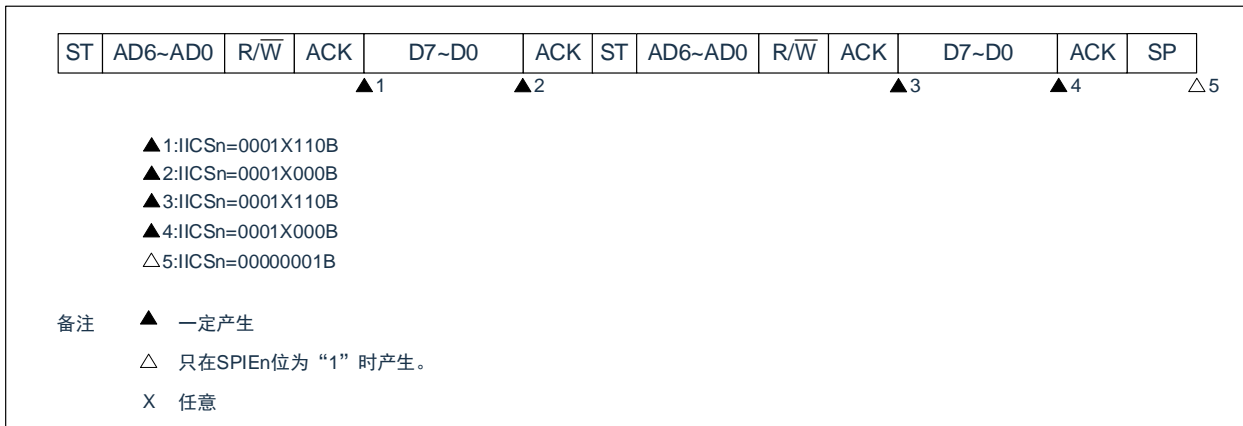 ST AD6~AD0 R/W̅ ACK D7~D0 ACK ST AD6~AD0 R/W̅ ACK D7~D0 ACK SP
▲1 ▲2 ▲3 ▲4 △5
▲1:IICSn=0001X110B
▲2:IICSn=0001X000B
▲3:IICSn=0001X110B
▲4:IICSn=0001X000B
△5:IICSn=00000001B
备注 ▲ 一定产生
△ 只在SPIEn位为“1”时产生。
X 任意